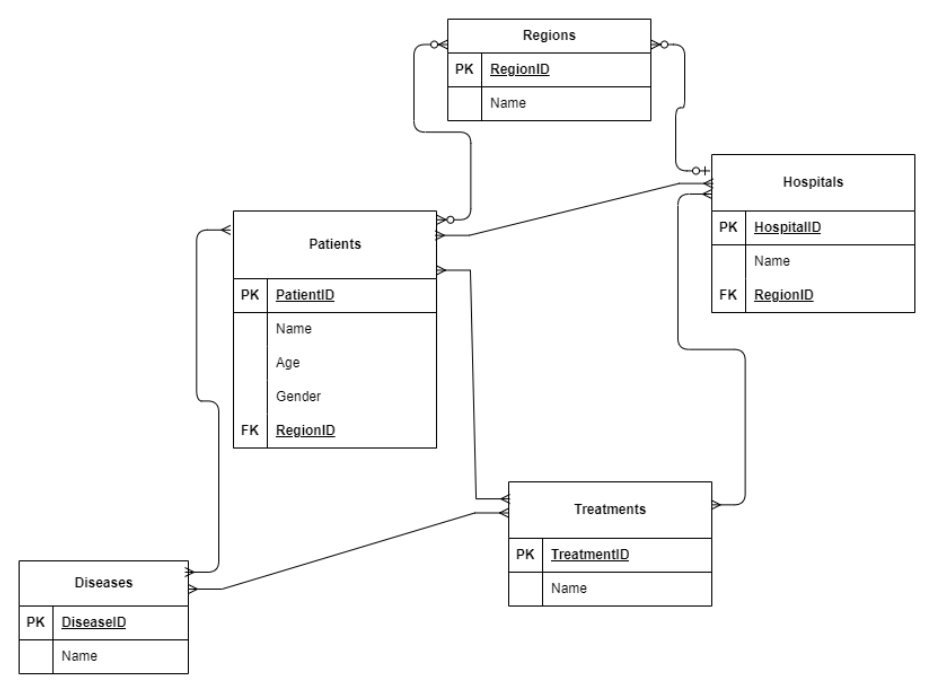 Regions
PK RegionID
Name
Hospitals
PK HospitalID
Name
FK RegionID
Patients
PK PatientID
Name
Age
Gender
FK RegionID
Treatments
PK TreatmentID
Name
Diseases
PK DiseaseID
Name